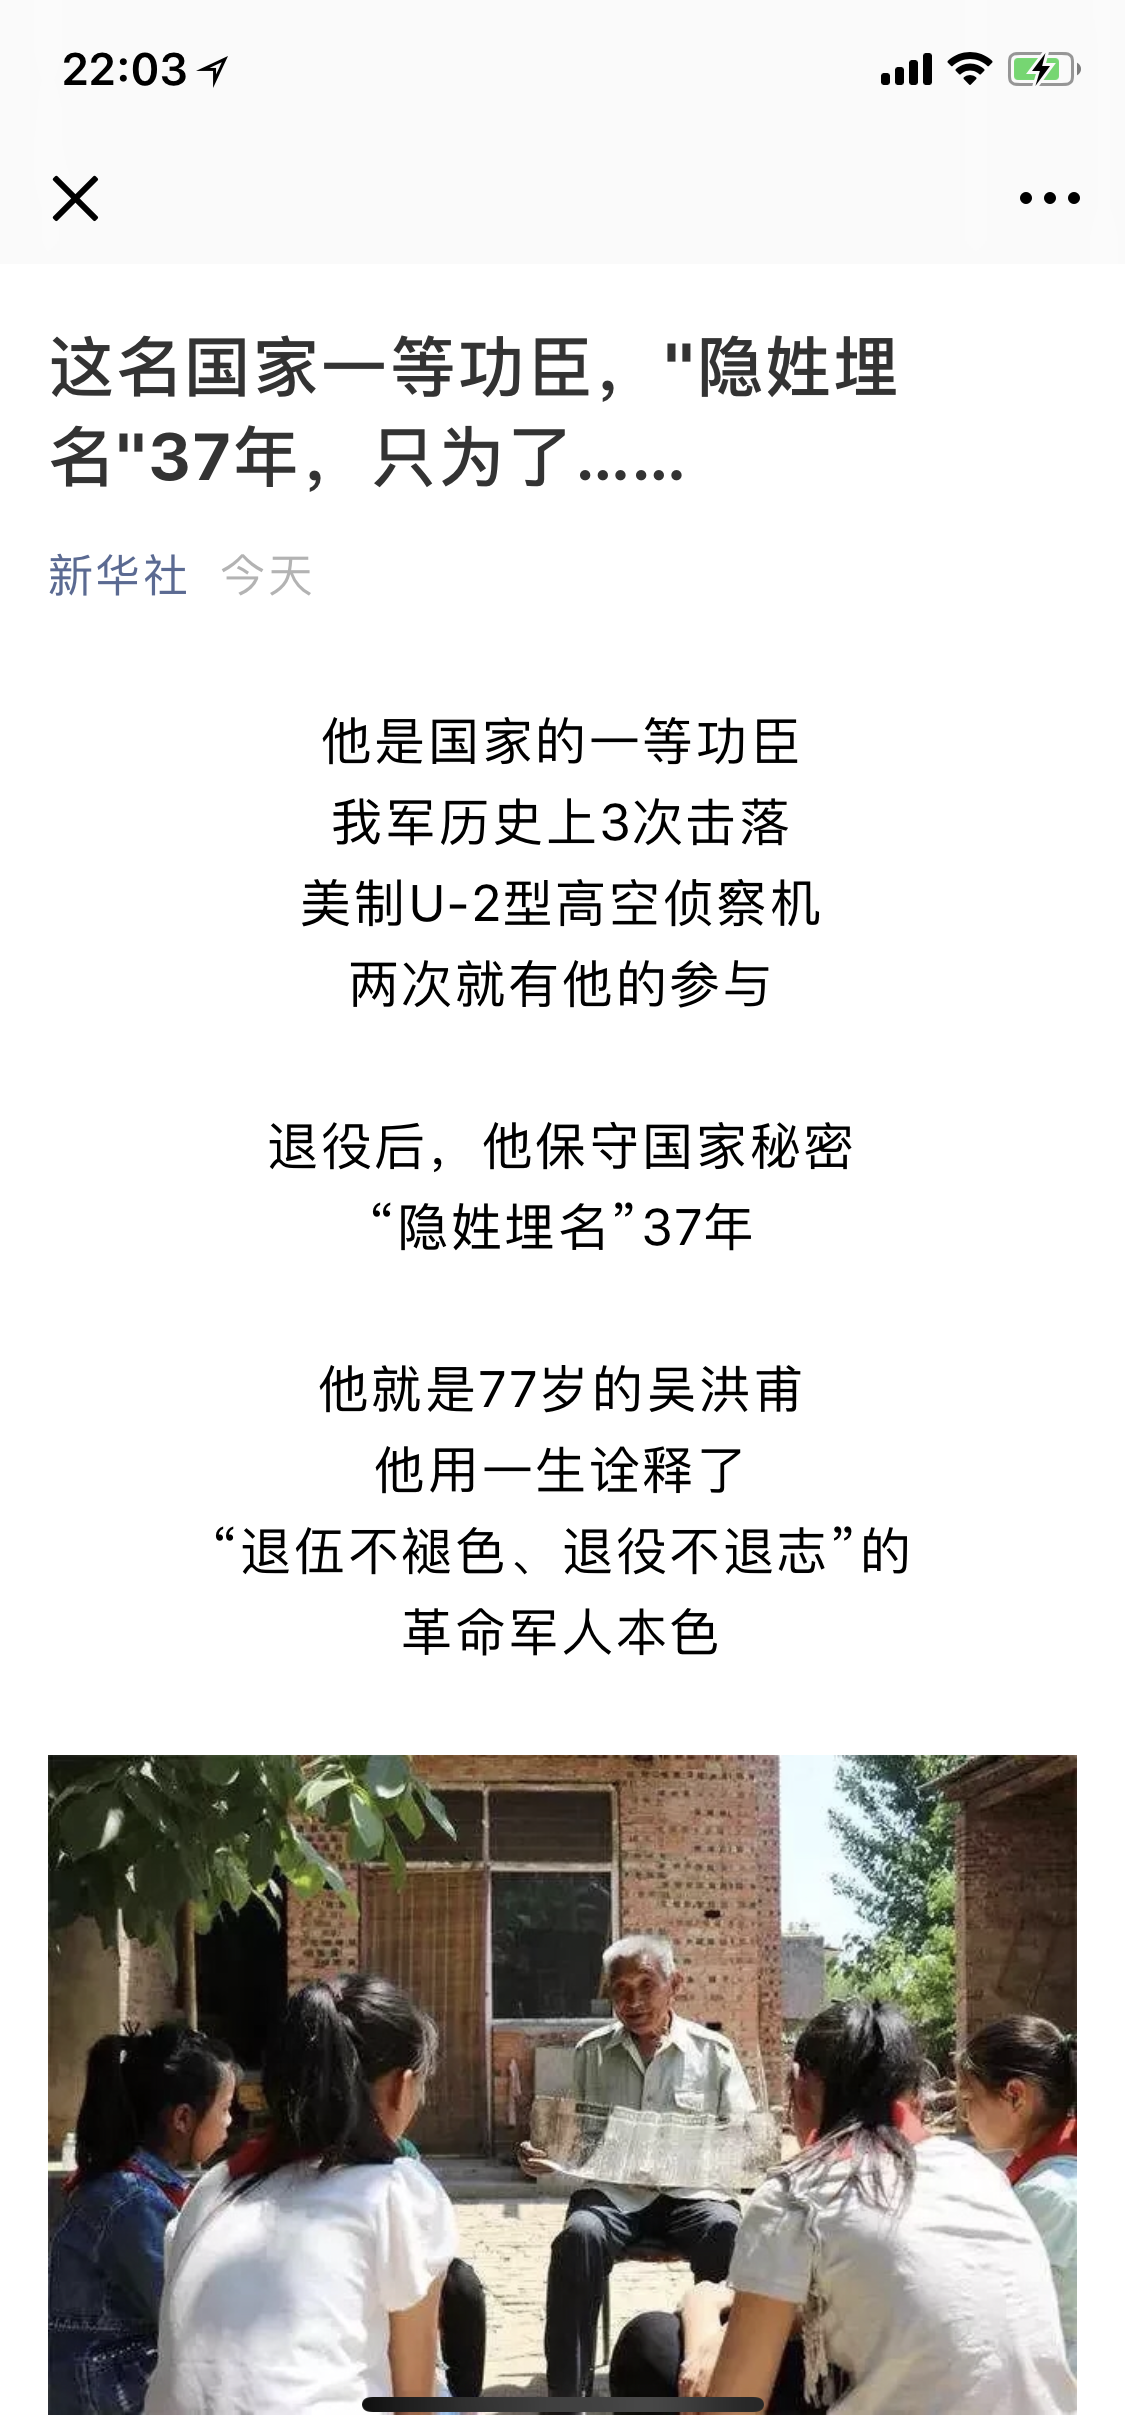 22:03
这名国家一等功臣，"隐姓埋
名"37年，只为了……
新华社 今天
他是国家的一等功臣
我军历史上3次击落
美制U-2型高空侦察机
两次就有他的参与
退役后，他保守国家秘密
“隐姓埋名”37年
他就是77岁的吴洪甫
他用一生诠释了
“退伍不褪色、退役不退志”的
革命军人本色